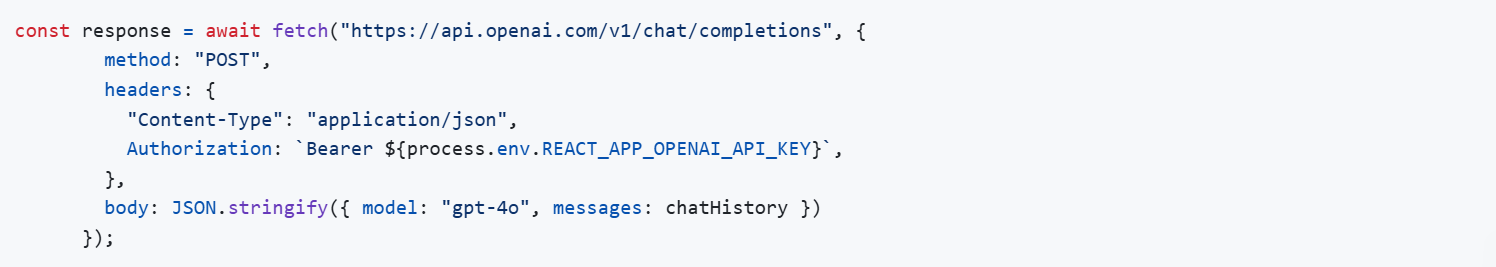 const response = await fetch("https://api.openai.com/v1/chat/completions", {
        method: "POST",
        headers: {
          "Content-Type": "application/json",
          Authorization: `Bearer ${process.env.REACT_APP_OPENAI_API_KEY}`,
        },
        body: JSON.stringify({ model: "gpt-4o", messages: chatHistory })
      });